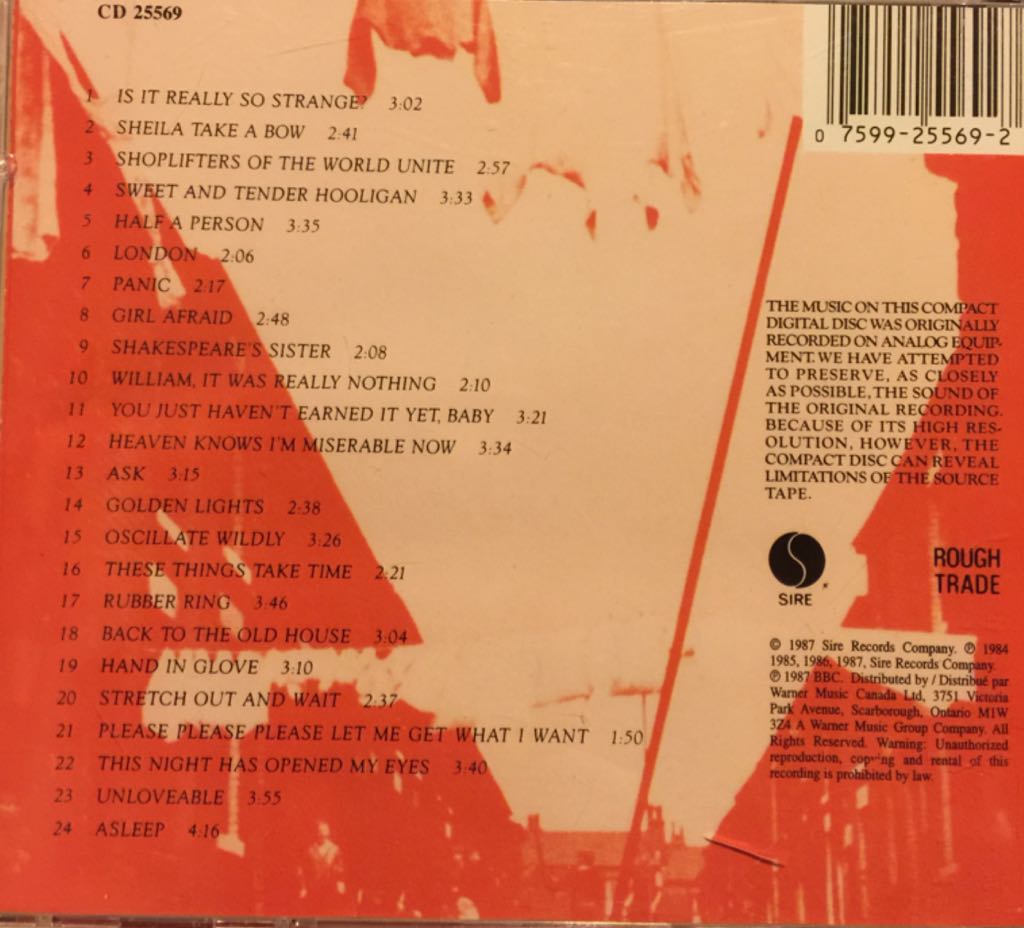 CD 25569
0 7599-25569-2
1 IS IT REALLY SO STRANGE? 3:02
2 SHEILA TAKE A BOW 2:41
3 SHOPLIFTERS OF THE WORLD UNITE 2:57
4 SWEET AND TENDER HOOLIGAN 3:33
5 HALF A PERSON 3:35
6 LONDON 2:06
7 PANIC 2:17
8 GIRL AFRAID 2:48
9 SHAKESPEARE'S SISTER 2:08
10 WILLIAM, IT WAS REALLY NOTHING 2:10
11 YOU JUST HAVEN'T EARNED IT YET, BABY 3:21
12 HEAVEN KNOWS I'M MISERABLE NOW 3:34
13 ASK 3:15
14 GOLDEN LIGHTS 2:38
15 OSCILLATE WILDLY 3:26
16 THESE THINGS TAKE TIME 2:21
17 RUBBER RING 3:46
18 BACK TO THE OLD HOUSE 3:04
19 HAND IN GLOVE 3:10
20 STRETCH OUT AND WAIT 2:37
21 PLEASE PLEASE PLEASE LET ME GET WHAT I WANT 1:50
22 THIS NIGHT HAS OPENED MY EYES 3:40
23 UNLOVEABLE 3:55
24 ASLEEP 4:16
THE MUSIC ON THIS COMPACT
DIGITAL DISC WAS ORIGINALLY
RECORDED ON ANALOG EQUIP-
MENT. WE HAVE ATTEMPTED
TO PRESERVE, AS CLOSELY
AS POSSIBLE, THE SOUND OF
THE ORIGINAL RECORDING.
BECAUSE OF ITS HIGH RES-
OLUTION, HOWEVER, THE
COMPACT DISC CAN REVEAL
LIMITATIONS OF THE SOURCE
TAPE.
SIRE
ROUGH
TRADE
© 1987 Sire Records Company. ℗ 1984
1985, 1986, 1987, Sire Records Company.
℗ 1987 BBC. Distributed by / Distribué par
Warner Music Canada Ltd, 3751 Victoria
Park Avenue, Scarborough, Ontario M1W
3Z4 A Warner Music Group Company. All
Rights Reserved. Warning: Unauthorized
reproduction, copying and rental of this
recording is prohibited by law.